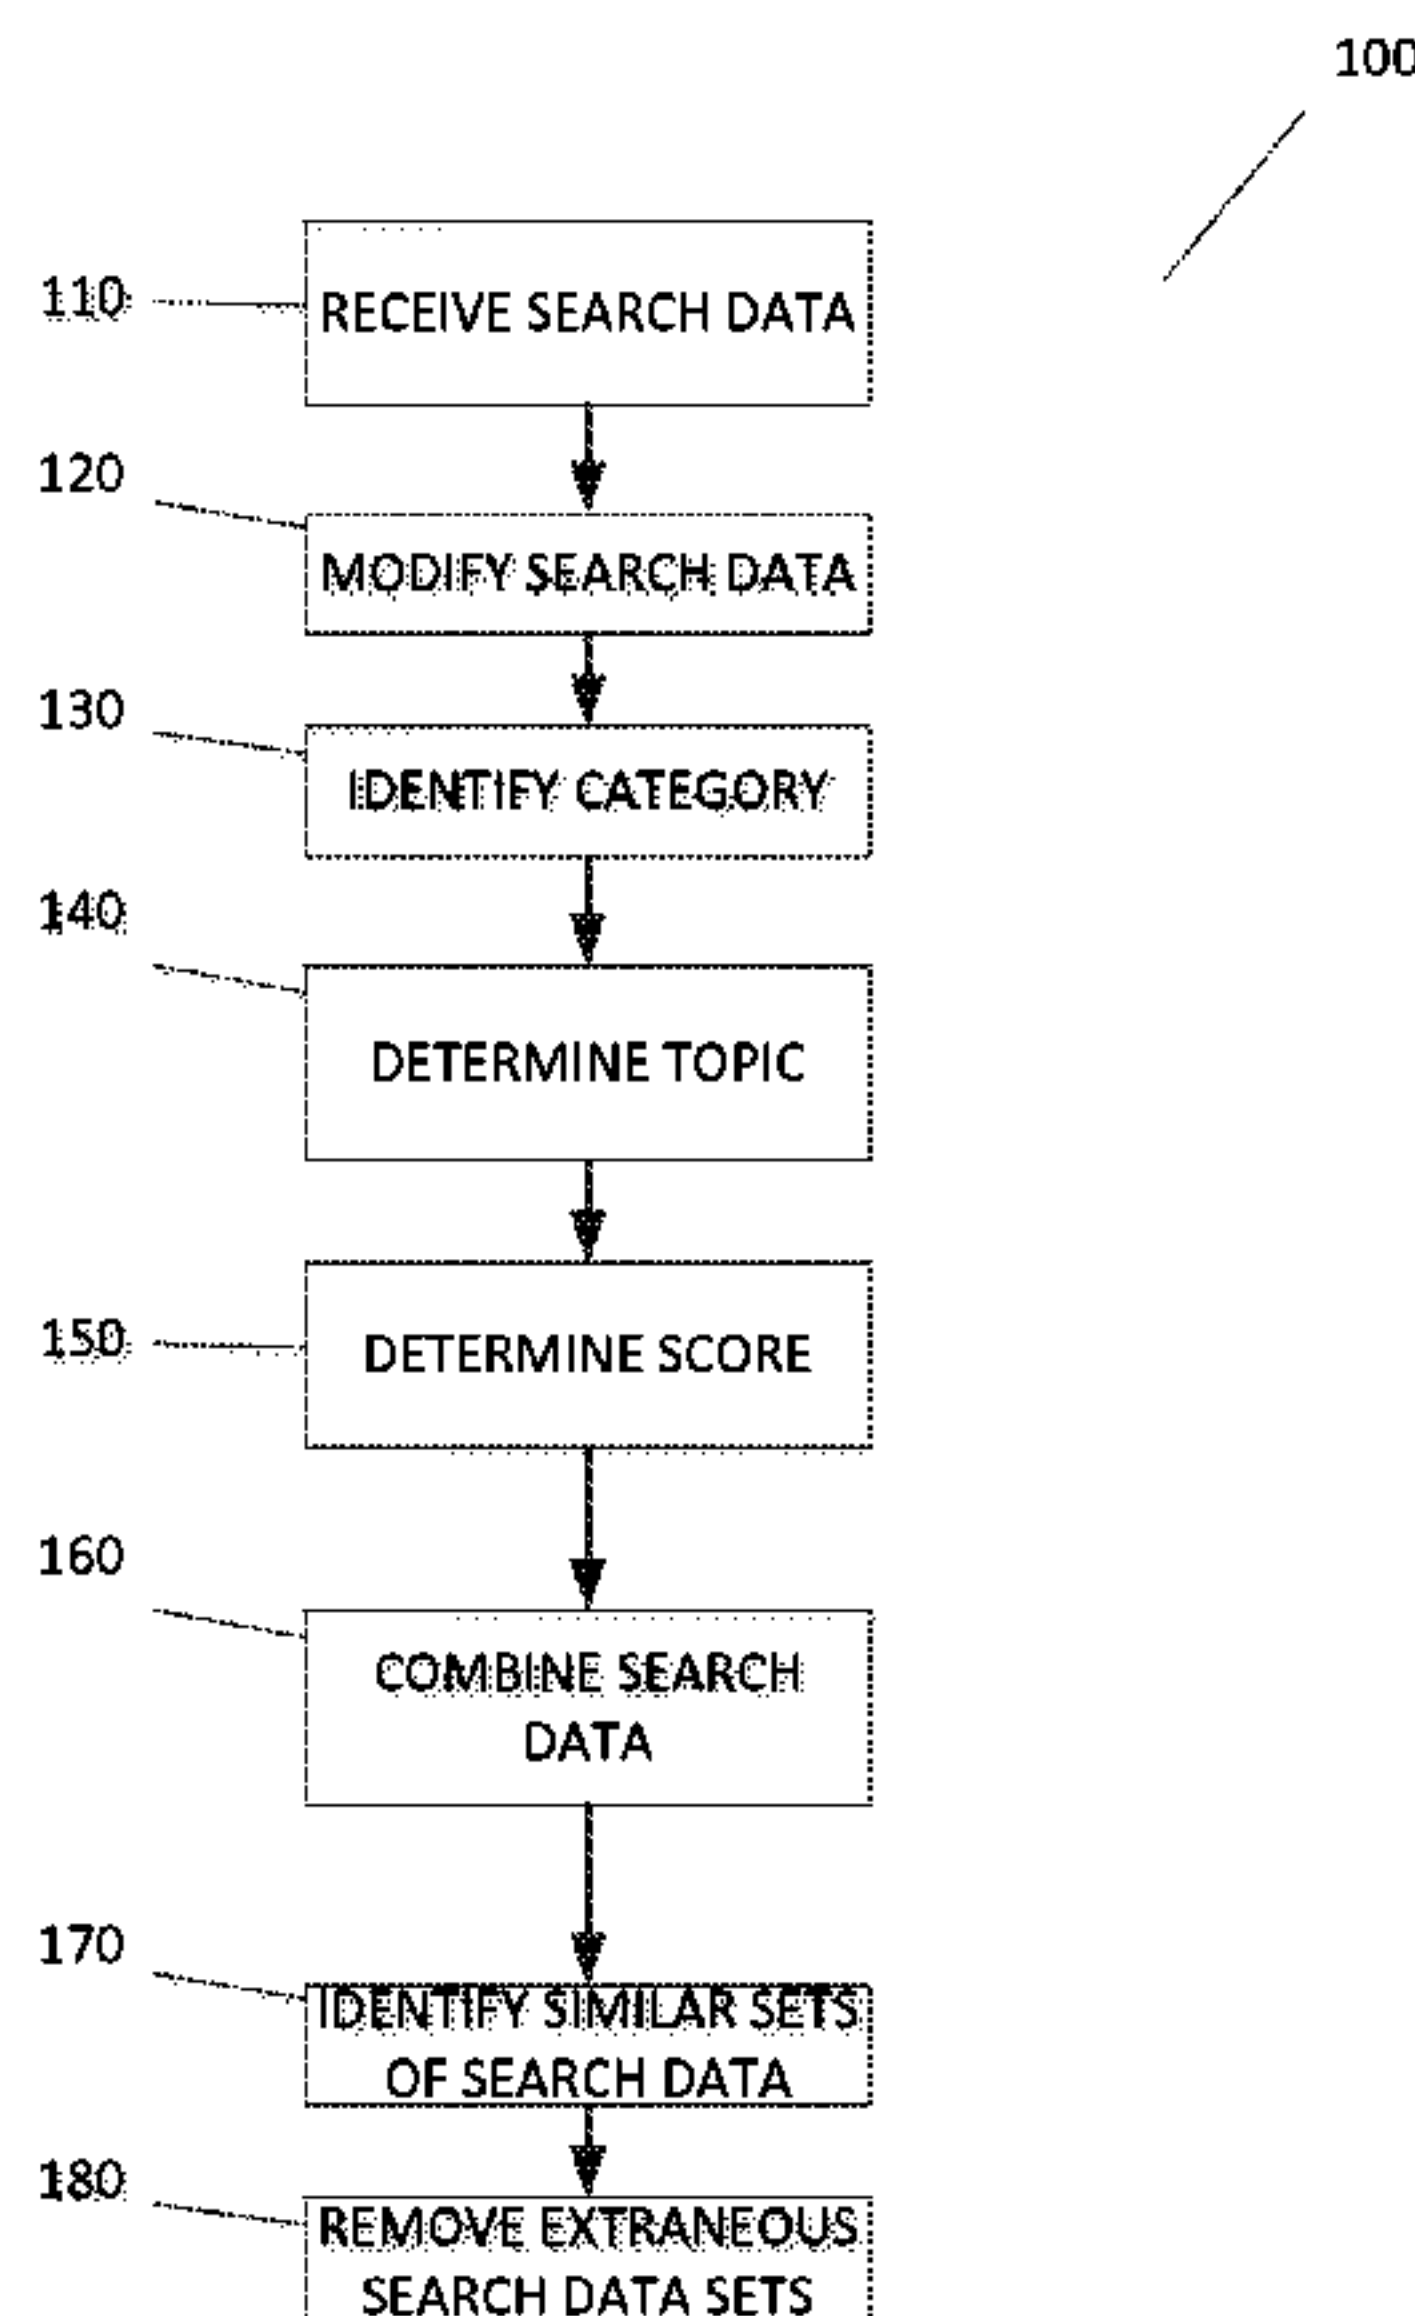 100
110
RECEIVE SEARCH DATA
120
MODIFY SEARCH DATA
130
IDENTIFY CATEGORY
140
DETERMINE TOPIC
150
DETERMINE SCORE
160
COMBINE SEARCH
DATA
170
IDENTIFY SIMILAR SETS
OF SEARCH DATA
180
REMOVE EXTRANEOUS
SEARCH DATA SETS